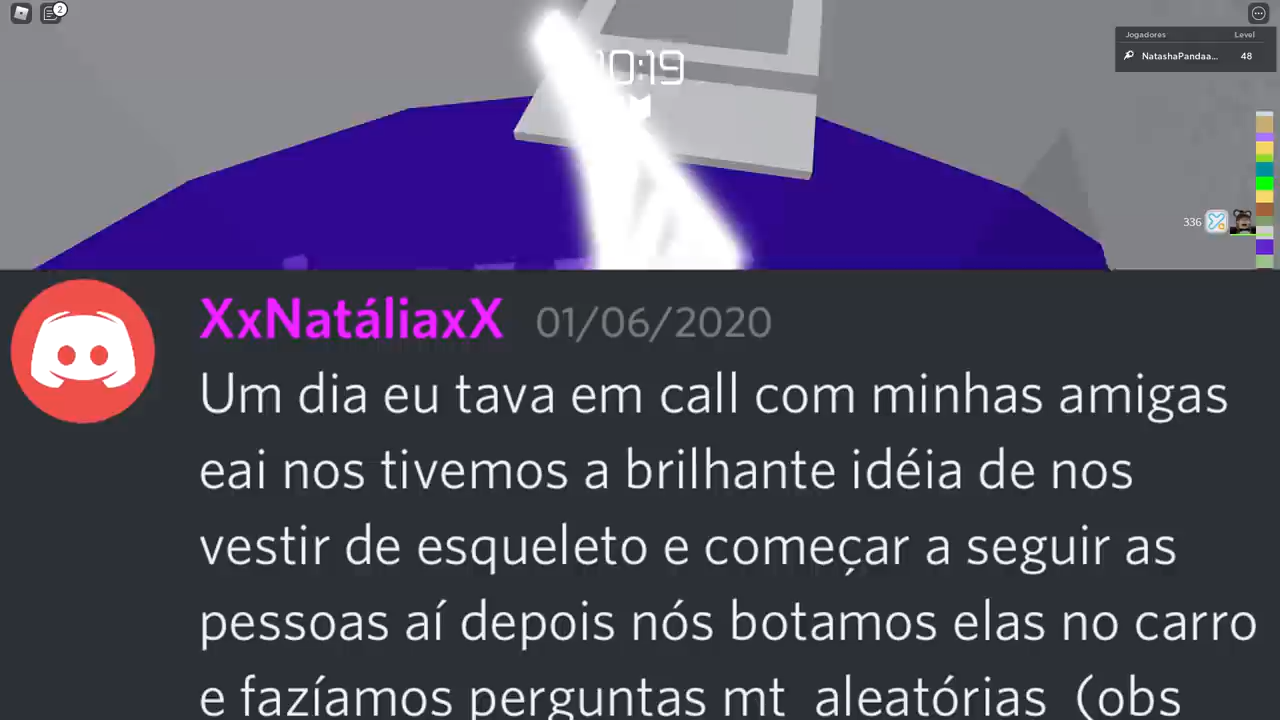 2
10:19
Jogadores Level
NatashaPandaa... 48
336
XxNatáliaxX 01/06/2020
Um dia eu tava em call com minhas amigas
eai nos tivemos a brilhante idéia de nos
vestir de esqueleto e começar a seguir as
pessoas aí depois nós botamos elas no carro
e fazíamos perguntas mt aleatórias (obs